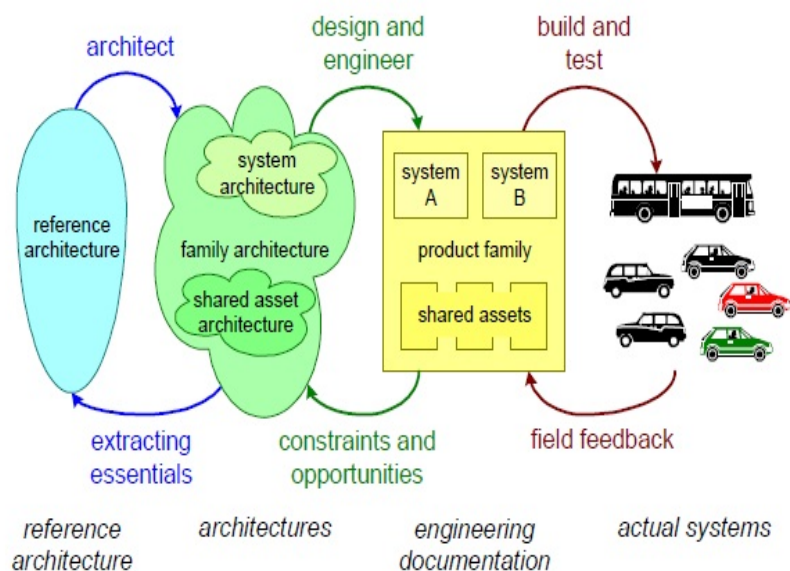 architect
design and
engineer
build and
test
reference
architecture
system
architecture
family architecture
shared asset
architecture
system
A
system
B
product family
shared assets
extracting
essentials
constraints and
opportunities
field feedback
reference
architecture
architectures
engineering
documentation
actual systems